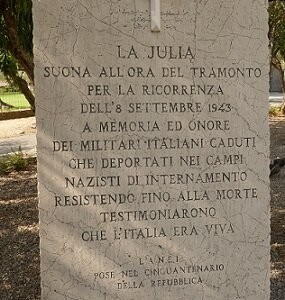 LA JULIA
SUONA ALL'ORA DEL TRAMONTO
PER LA RICORRENZA
DELL'8 SETTEMBRE 1943
A MEMORIA ED ONORE
DEI MILITARI ITALIANI CADUTI
CHE DEPORTATI NEI CAMPI
NAZISTI DI INTERNAMENTO
RESISTENDO FINO ALLA MORTE
TESTIMONIARONO
CHE L'ITALIA ERA VIVA
L'A.N.E.I
POSE NEL CINQUANTENARIO
DELLA REPUBBLICA